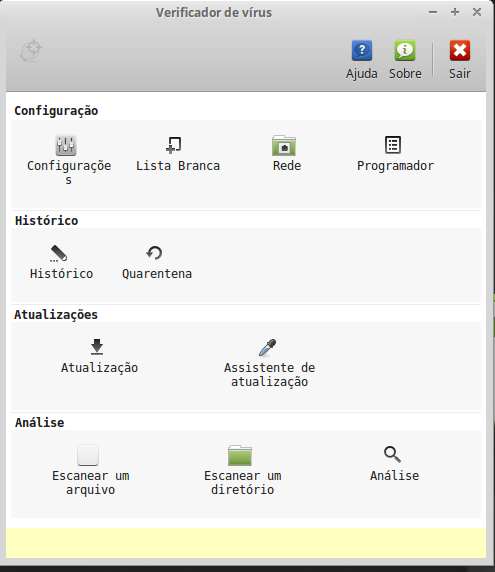 Verificador de vírus
Ajuda Sobre Sair
Configuração
Configuraçõe Lista Branca Rede Programador
s
Histórico
Histórico Quarentena
Atualizações
Atualização Assistente de
atualização
Análise
Escanear um Escanear um Análise
arquivo diretório